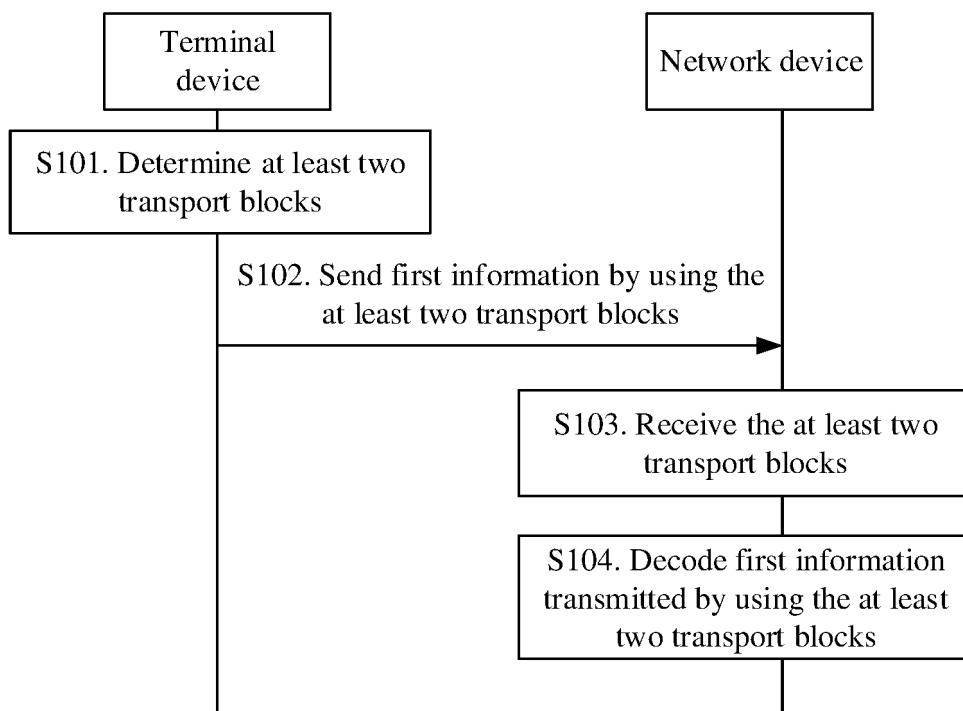 Terminal
device
Network device
S101. Determine at least two
transport blocks
S102. Send first information by using the
at least two transport blocks
S103. Receive the at least two
transport blocks
S104. Decode first information
transmitted by using the at least
two transport blocks